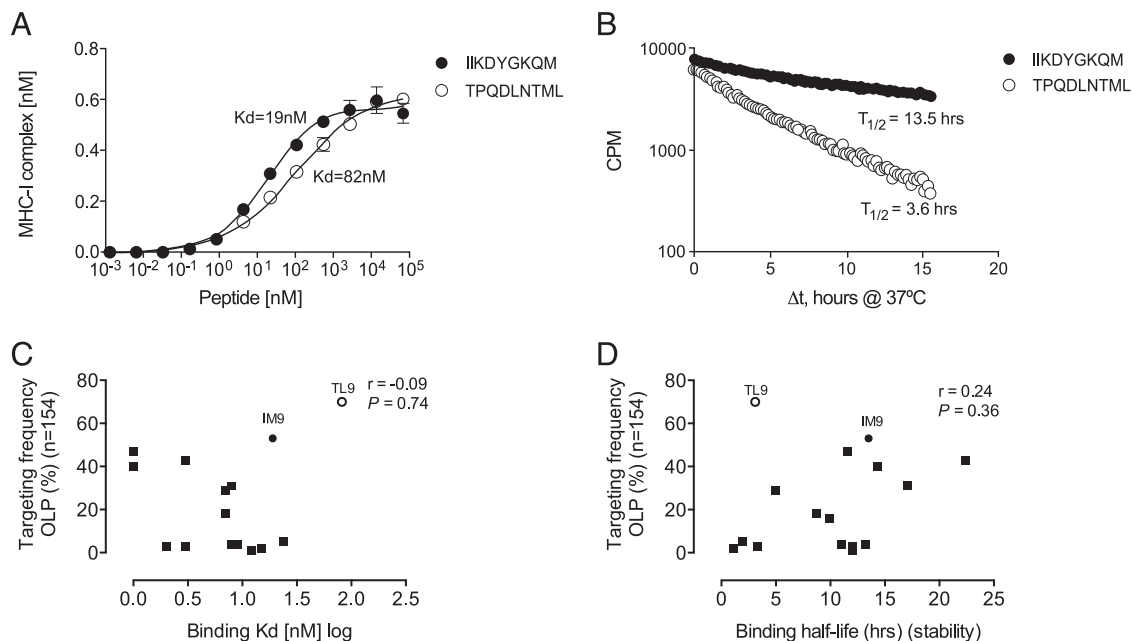 A
MHC-I complex [nM]
0.8
0.6
0.4
0.2
0.0
Kd=19nM
Kd=82nM
IIKDYGKQM
TPQDLNTML
10-3 10-2 10-1 100 101 102 103 104 105
Peptide [nM]
B
CPM
10000
1000
100
IIKDYGKQM
TPQDLNTML
T1/2 = 13.5 hrs
T1/2 = 3.6 hrs
0 5 10 15 20
Δt, hours @ 37ºC
C
Targeting frequency
OLP (%) (n=154)
80
60
40
20
0
TL9
IM9
r = -0.09
P = 0.74
0.0 0.5 1.0 1.5 2.0 2.5
Binding Kd [nM] log
D
Targeting frequency
OLP (%) (n=154)
80
60
40
20
0
TL9
IM9
r = 0.24
P = 0.36
0 5 10 15 20 25
Binding half-life (hrs) (stability)